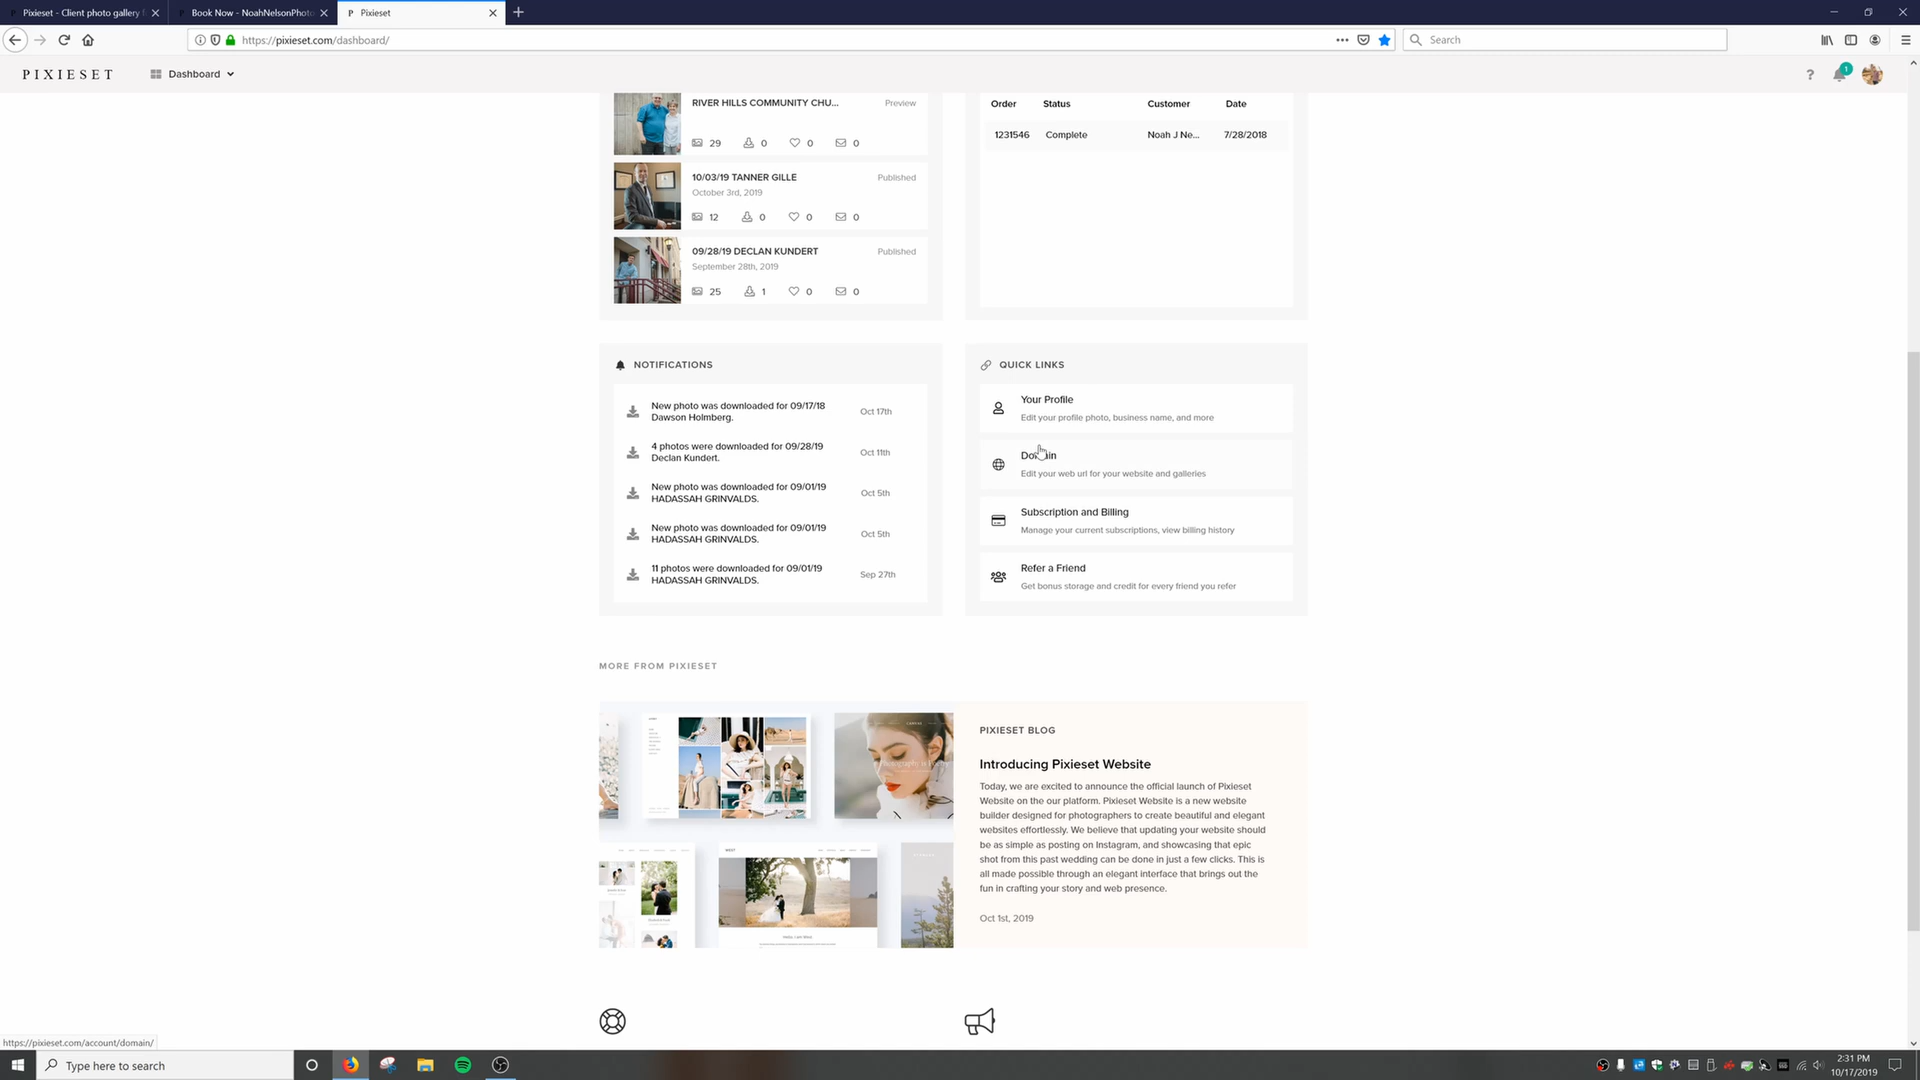 Pixieset - Client photo gallery f
Book Now - NoahNelsonPhoto
P Pixieset
https://pixieset.com/dashboard/
Search
PIXIESET
Dashboard
?
1
RIVER HILLS COMMUNITY CHU...
Preview
29 0 0 0
10/03/19 TANNER GILLE
Published
October 3rd, 2019
12 0 0 0
09/28/19 DECLAN KUNDERT
Published
September 28th, 2019
25 1 0 0
Order Status Customer Date
1231546 Complete Noah J Ne... 7/28/2018
NOTIFICATIONS
New photo was downloaded for 09/17/18
Dawson Holmberg.
Oct 17th
4 photos were downloaded for 09/28/19
Declan Kundert.
Oct 11th
New photo was downloaded for 09/01/19
HADASSAH GRINVALDS.
Oct 5th
New photo was downloaded for 09/01/19
HADASSAH GRINVALDS.
Oct 5th
11 photos were downloaded for 09/01/19
HADASSAH GRINVALDS.
Sep 27th
QUICK LINKS
Your Profile
Edit your profile photo, business name, and more
Domain
Edit your web url for your website and galleries
Subscription and Billing
Manage your current subscriptions, view billing history
Refer a Friend
Get bonus storage and credit for every friend you refer
MORE FROM PIXIESET
PIXIESET BLOG
Introducing Pixieset Website
Today, we are excited to announce the official launch of Pixieset
Website on the our platform. Pixieset Website is a new website
builder designed for photographers to create beautiful and elegant
websites effortlessly. We believe that updating your website should
be as simple as posting on Instagram, and showcasing that epic
shot from this past wedding can be done in just a few clicks. This is
all made possible through an elegant interface that brings out the
fun in crafting your story and web presence.
Oct 1st, 2019
https://pixieset.com/account/domain/
Type here to search
2:31 PM
10/17/2019